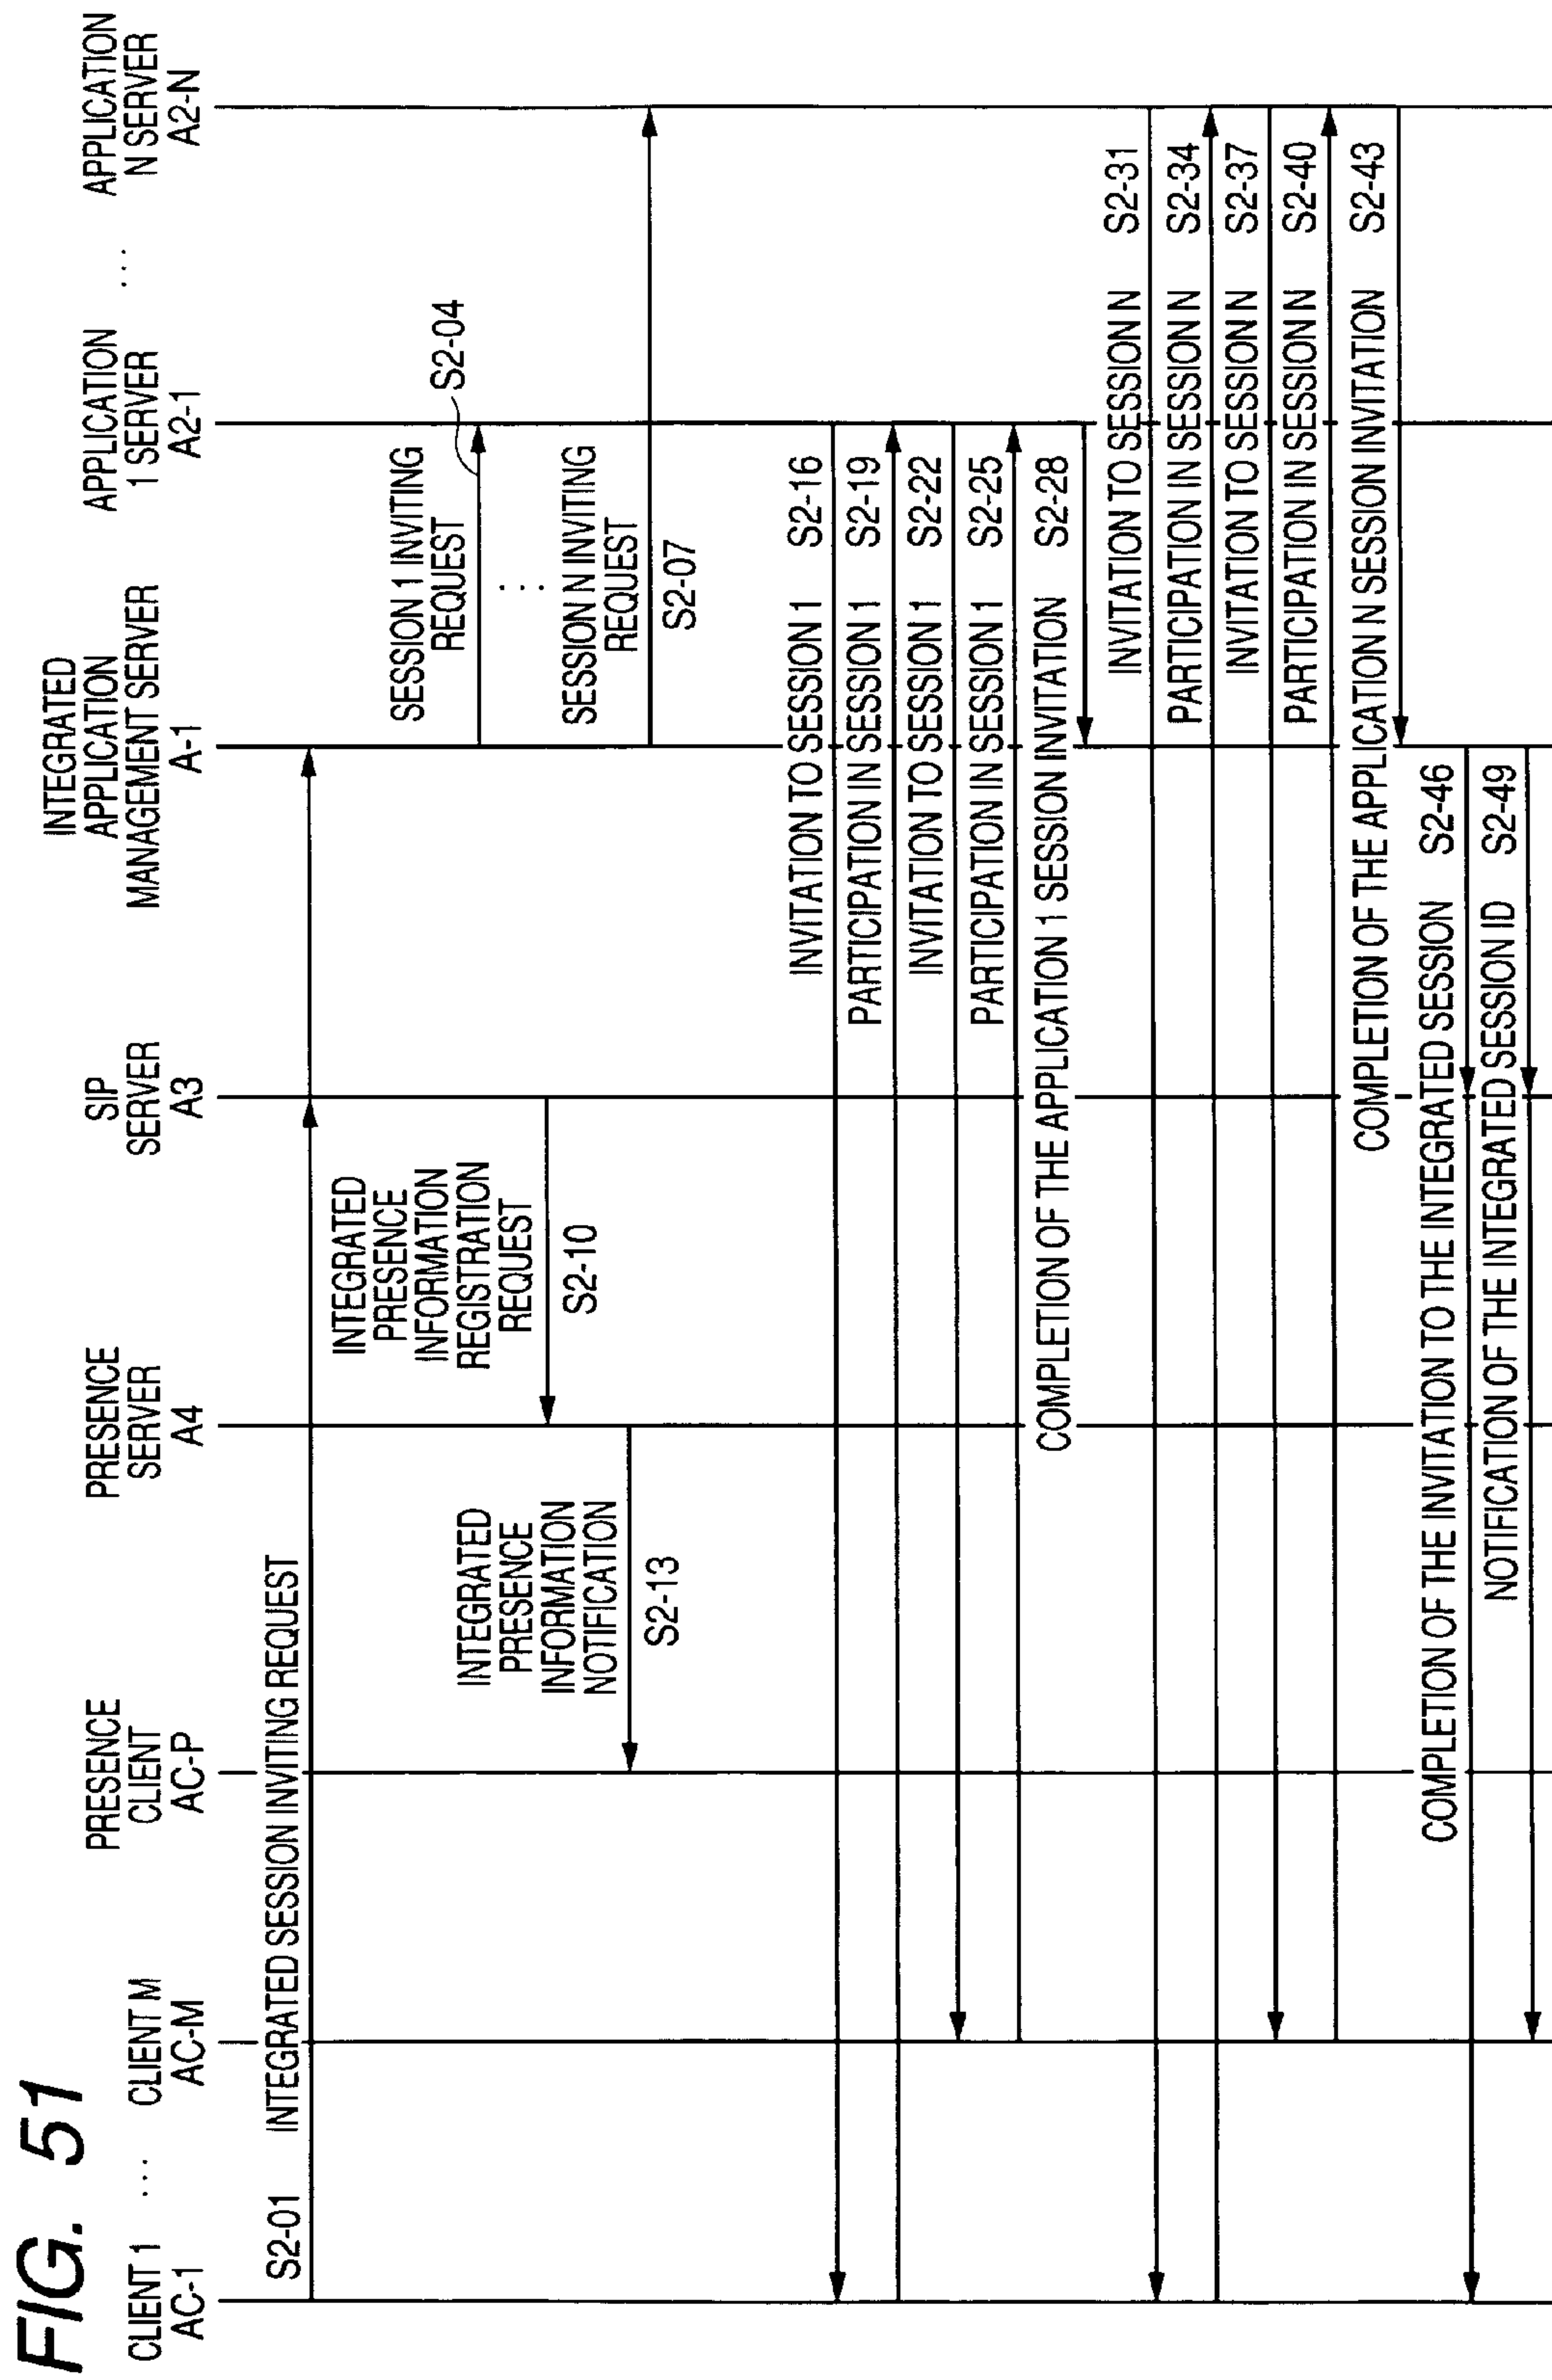 FIG. 51
CLIENT 1
AC-1
...
CLIENT M
AC-M
PRESENCE
CLIENT
AC-P
PRESENCE
SERVER
A4
SIP
SERVER
A3
INTEGRATED
APPLICATION
MANAGEMENT SERVER
A-1
APPLICATION
1 SERVER
A2-1
...
APPLICATION
N SERVER
A2-N
S2-01 INTEGRATED SESSION INVITING REQUEST
SESSION 1 INVITING
REQUEST
S2-04
...
SESSION N INVITING
REQUEST
S2-07
INTEGRATED
PRESENCE
INFORMATION
REGISTRATION
REQUEST
S2-10
INTEGRATED
PRESENCE
INFORMATION
NOTIFICATION
S2-13
INVITATION TO SESSION 1 S2-16
PARTICIPATION IN SESSION 1 S2-19
INVITATION TO SESSION 1 S2-22
PARTICIPATION IN SESSION 1 S2-25
COMPLETION OF THE APPLICATION 1 SESSION INVITATION S2-28
INVITATION TO SESSION N S2-31
PARTICIPATION IN SESSION N S2-34
INVITATION TO SESSION N S2-37
PARTICIPATION IN SESSION N S2-40
COMPLETION OF THE APPLICATION N SESSION INVITATION S2-43
COMPLETION OF THE INVITATION TO THE INTEGRATED SESSION S2-46
NOTIFICATION OF THE INTEGRATED SESSION ID S2-49